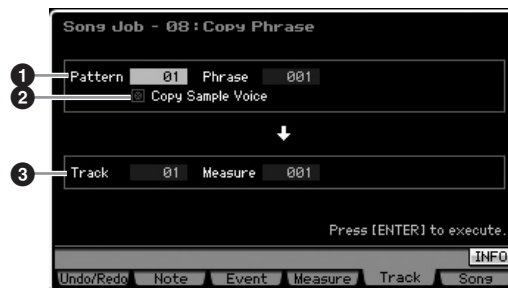 Song Job - 08:Copy Phrase
1 Pattern 01 Phrase 001
2 Copy Sample Voice
3 Track 01 Measure 001
Press [ENTER] to execute.
INFO
Undo/Redo Note Event Measure Track Song